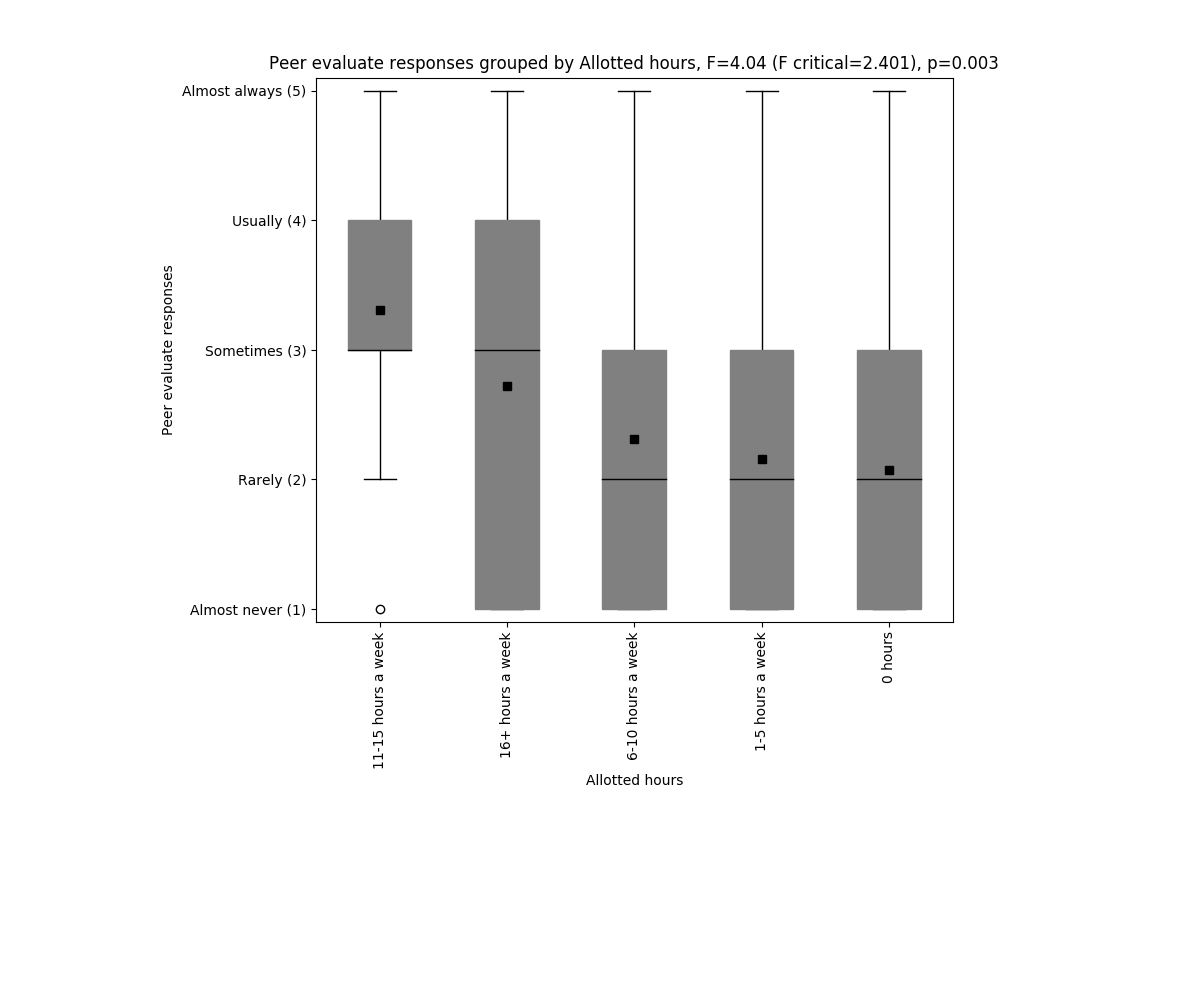 Peer evaluate responses grouped by Allotted hours, F=4.04 (F critical=2.401), p=0.003
Almost always (5)
Usually (4)
Sometimes (3)
Rarely (2)
Almost never (1)
Peer evaluate responses
11-15 hours a week
16+ hours a week
6-10 hours a week
1-5 hours a week
0 hours
Allotted hours